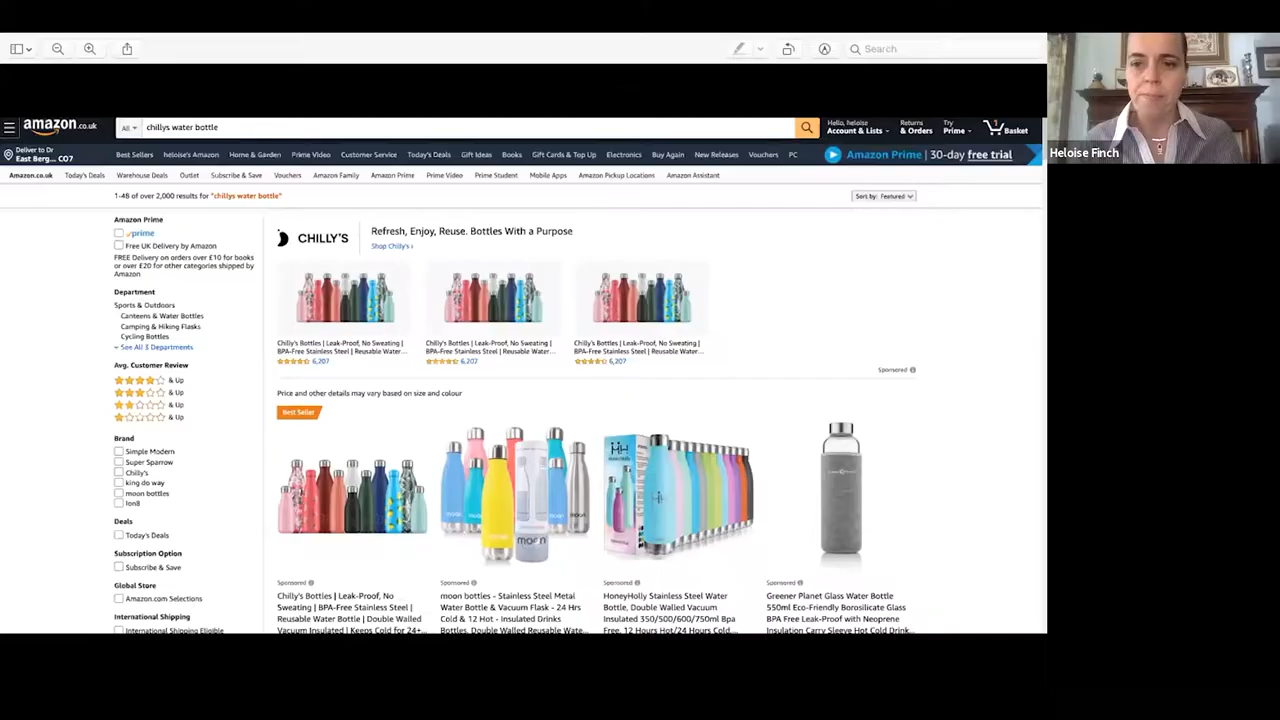 Search
amazon.co.uk
All
chillys water bottle
Hello, heloise
Account & Lists
Returns
& Orders
Try
Prime
1
Basket
Deliver to Dr
East Berg... CO7
Best Sellers
heloise's Amazon
Home & Garden
Prime Video
Customer Service
Today's Deals
Gift Ideas
Books
Gift Cards & Top Up
Electronics
Buy Again
New Releases
Vouchers
PC
Amazon Prime | 30-day free trial
Amazon.co.uk
Today's Deals
Warehouse Deals
Outlet
Subscribe & Save
Vouchers
Amazon Family
Amazon Prime
Prime Video
Prime Student
Mobile Apps
Amazon Pickup Locations
Amazon Assistant
1-48 of over 2,000 results for "chillys water bottle"
Sort by: Featured
Amazon Prime
prime
Free UK Delivery by Amazon
FREE Delivery on orders over £10 for books
or over £20 for other categories shipped by
Amazon
Department
Sports & Outdoors
Canteens & Water Bottles
Camping & Hiking Flasks
Cycling Bottles
See All 3 Departments
Avg. Customer Review
& Up
& Up
& Up
& Up
Brand
Simple Modern
Super Sparrow
Chilly's
king do way
moon bottles
Ion8
Deals
Today's Deals
Subscription Option
Subscribe & Save
Global Store
Amazon.com Selections
International Shipping
International Shipping Eligible
CHILLY'S
Refresh, Enjoy, Reuse. Bottles With a Purpose
Shop Chilly's ›
Chilly's Bottles | Leak-Proof, No Sweating |
BPA-Free Stainless Steel | Reusable Water...
6,207
Chilly's Bottles | Leak-Proof, No Sweating |
BPA-Free Stainless Steel | Reusable Water...
6,207
Chilly's Bottles | Leak-Proof, No Sweating |
BPA-Free Stainless Steel | Reusable Water...
6,207
Sponsored
Price and other details may vary based on size and colour
Best Seller
moon
Sponsored
Chilly's Bottles | Leak-Proof, No
Sweating | BPA-Free Stainless Steel |
Reusable Water Bottle | Double Walled
Vacuum Insulated | Keeps Cold for 24+...
Sponsored
moon bottles - Stainless Steel Metal
Water Bottle & Vacuum Flask - 24 Hrs
Cold & 12 Hot - Insulated Drinks
Bottles. Double Walled Reusable Wate...
Sponsored
HoneyHolly Stainless Steel Water
Bottle, Double Walled Vacuum
Insulated 350/500/600/750ml Bpa
Free, 12 Hours Hot/24 Hours Cold,...
Sponsored
Greener Planet Glass Water Bottle
550ml Eco-Friendly Borosilicate Glass
BPA Free Leak-Proof with Neoprene
Insulation Carry Sleeve Hot Cold Drink...
Heloise Finch